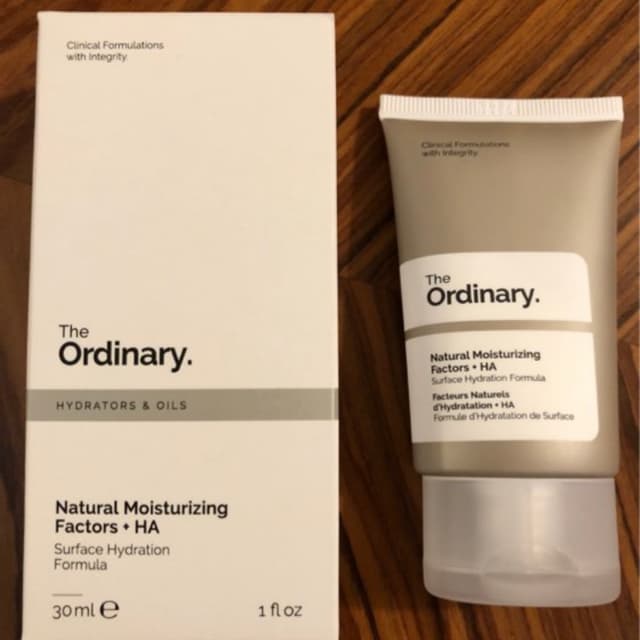 Clinical Formulations
with Integrity.
The
Ordinary.
HYDRATORS & OILS
Natural Moisturizing
Factors + HA
Surface Hydration
Formula
30 ml ℮
1 fl oz
Clinical Formulations
with Integrity.
The
Ordinary.
Natural Moisturizing
Factors + HA
Surface Hydration Formula
Facteurs Naturels
d'Hydratation + HA
Formule d'Hydratation de Surface